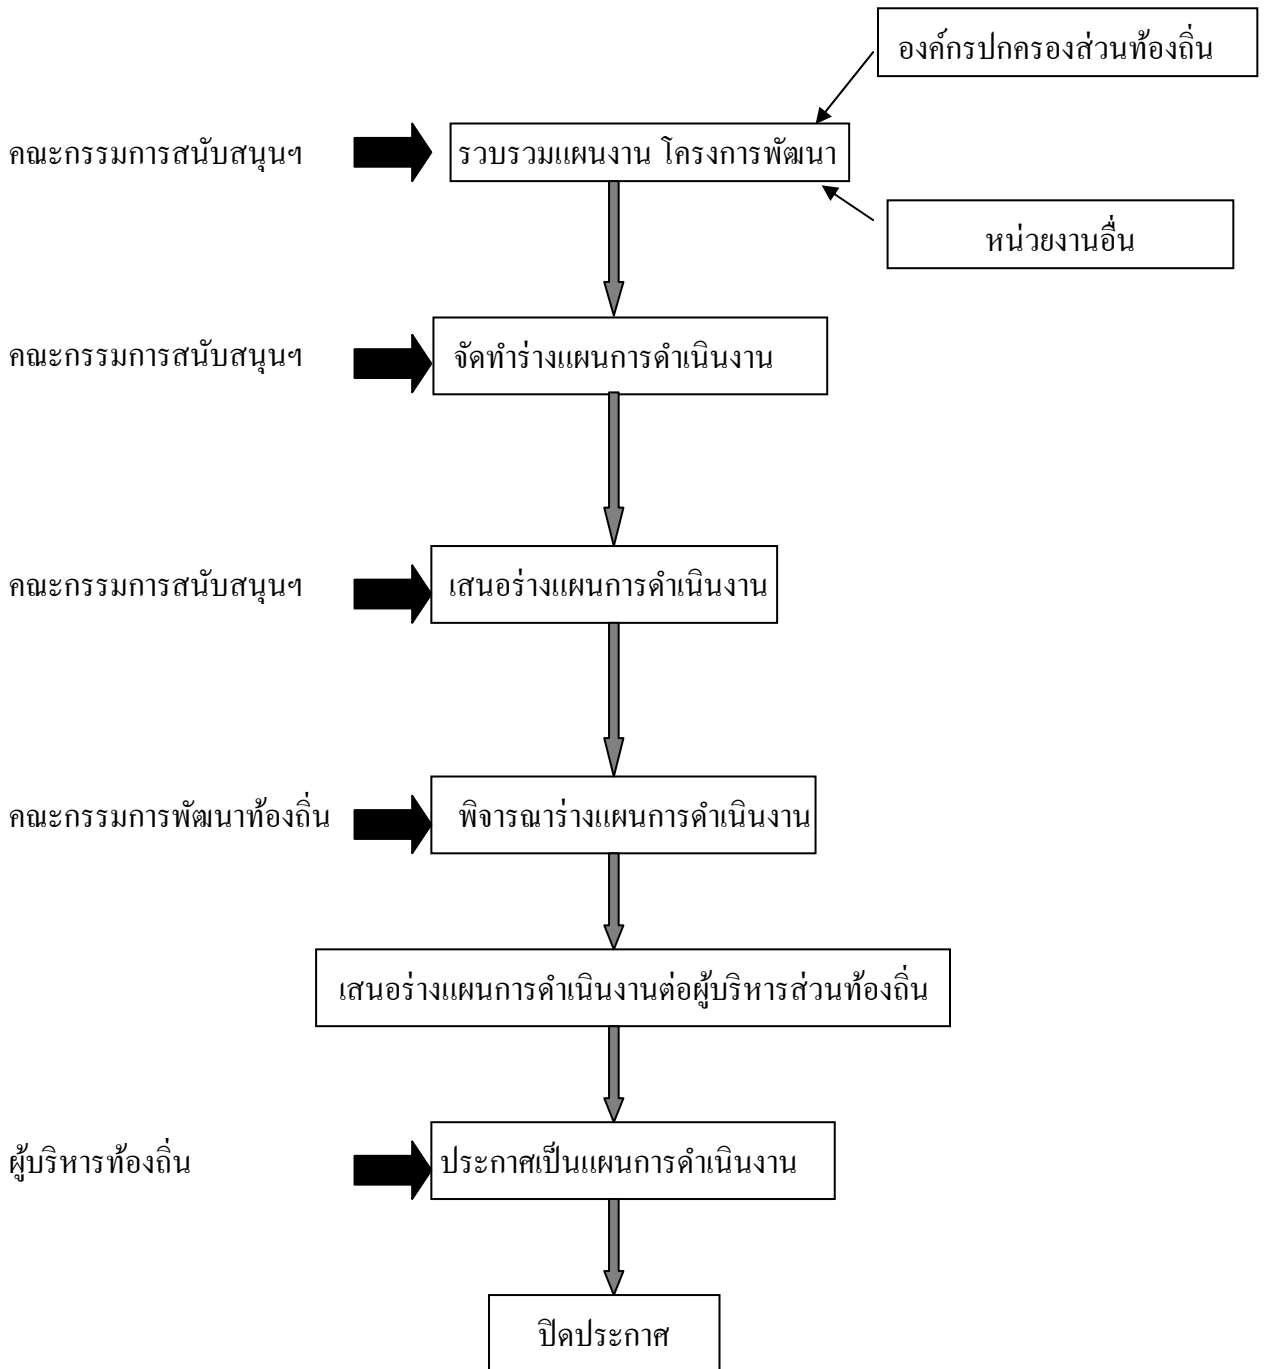 องค์กรปกครองส่วนท้องถิ่น
คณะกรรมการสนับสนุนฯ
รวบรวมแผนงาน โครงการพัฒนา
หน่วยงานอื่น
คณะกรรมการสนับสนุนฯ
จัดทำร่างแผนการดำเนินงาน
คณะกรรมการสนับสนุนฯ
เสนอร่างแผนการดำเนินงาน
คณะกรรมการพัฒนาท้องถิ่น
พิจารณาร่างแผนการดำเนินงาน
เสนอร่างแผนการดำเนินงานต่อผู้บริหารส่วนท้องถิ่น
ผู้บริหารท้องถิ่น
ประกาศเป็นแผนการดำเนินงาน
ปิดประกาศ